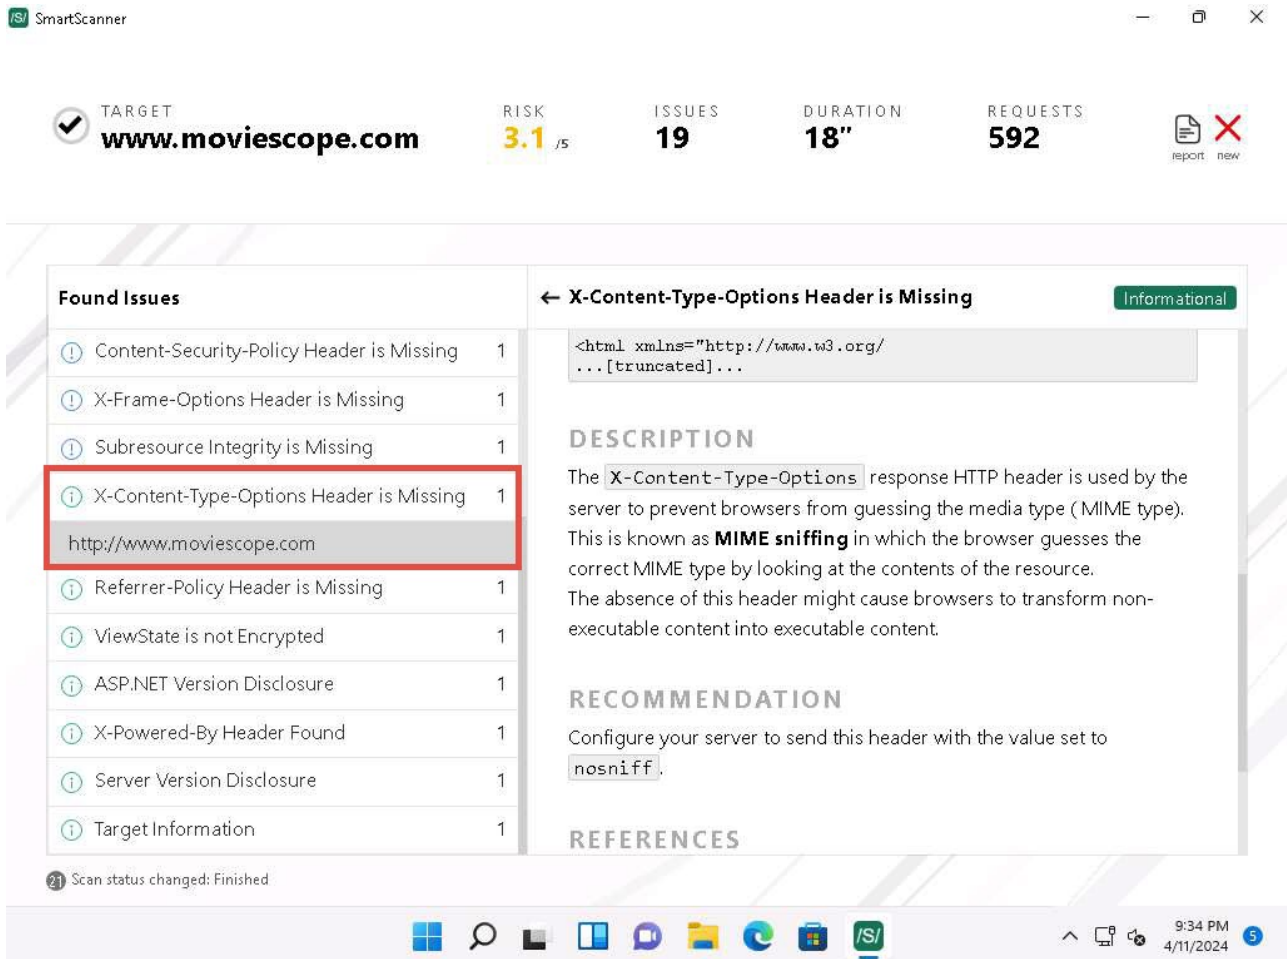 /S/ SmartScanner
TARGET
www.moviescope.com
RISK
3.1 /5
ISSUES
19
DURATION
18"
REQUESTS
592
report new
Found Issues
Content-Security-Policy Header is Missing 1
X-Frame-Options Header is Missing 1
Subresource Integrity is Missing 1
X-Content-Type-Options Header is Missing 1
http://www.moviescope.com
Referrer-Policy Header is Missing 1
ViewState is not Encrypted 1
ASP.NET Version Disclosure 1
X-Powered-By Header Found 1
Server Version Disclosure 1
Target Information 1
← X-Content-Type-Options Header is Missing Informational
<html xmlns="http://www.w3.org/
...[truncated]...
DESCRIPTION
The X-Content-Type-Options response HTTP header is used by the
server to prevent browsers from guessing the media type ( MIME type).
This is known as MIME sniffing in which the browser guesses the
correct MIME type by looking at the contents of the resource.
The absence of this header might cause browsers to transform non-
executable content into executable content.
RECOMMENDATION
Configure your server to send this header with the value set to
nosniff.
REFERENCES
21 Scan status changed: Finished
/S/
9:34 PM
4/11/2024
5